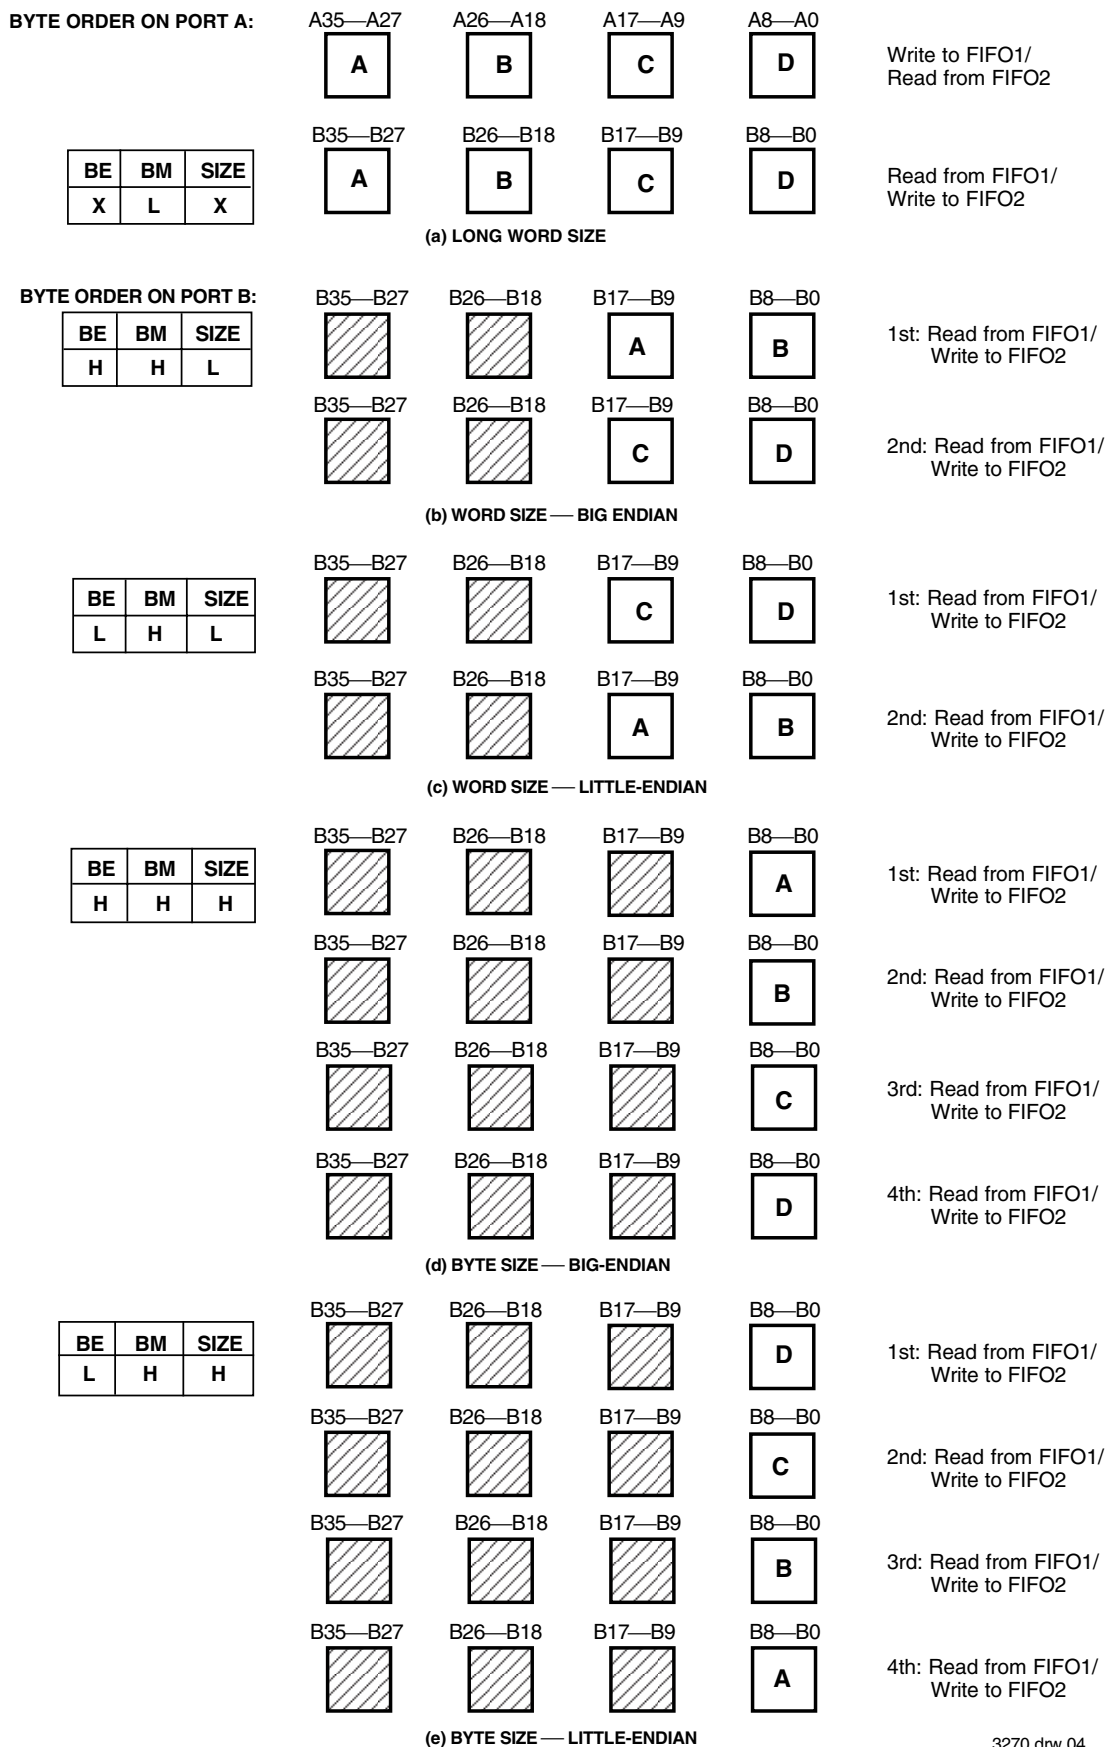 BYTE ORDER ON PORT A: A35—A27 A26—A18 A17—A9 A8—A0
A B C D Write to FIFO1/
Read from FIFO2
B35—B27 B26—B18 B17—B9 B8—B0
BE BM SIZE
X L X
A B C D Read from FIFO1/
Write to FIFO2
(a) LONG WORD SIZE
BYTE ORDER ON PORT B: B35—B27 B26—B18 B17—B9 B8—B0
BE BM SIZE
H H L
A B 1st: Read from FIFO1/
Write to FIFO2
B35—B27 B26—B18 B17—B9 B8—B0
C D 2nd: Read from FIFO1/
Write to FIFO2
(b) WORD SIZE — BIG ENDIAN
B35—B27 B26—B18 B17—B9 B8—B0
BE BM SIZE
L H L
C D 1st: Read from FIFO1/
Write to FIFO2
B35—B27 B26—B18 B17—B9 B8—B0
A B 2nd: Read from FIFO1/
Write to FIFO2
(c) WORD SIZE — LITTLE-ENDIAN
B35—B27 B26—B18 B17—B9 B8—B0
BE BM SIZE
H H H
A 1st: Read from FIFO1/
Write to FIFO2
B35—B27 B26—B18 B17—B9 B8—B0
B 2nd: Read from FIFO1/
Write to FIFO2
B35—B27 B26—B18 B17—B9 B8—B0
C 3rd: Read from FIFO1/
Write to FIFO2
B35—B27 B26—B18 B17—B9 B8—B0
D 4th: Read from FIFO1/
Write to FIFO2
(d) BYTE SIZE — BIG-ENDIAN
B35—B27 B26—B18 B17—B9 B8—B0
BE BM SIZE
L H H
D 1st: Read from FIFO1/
Write to FIFO2
B35—B27 B26—B18 B17—B9 B8—B0
C 2nd: Read from FIFO1/
Write to FIFO2
B35—B27 B26—B18 B17—B9 B8—B0
B 3rd: Read from FIFO1/
Write to FIFO2
B35—B27 B26—B18 B17—B9 B8—B0
A 4th: Read from FIFO1/
Write to FIFO2
(e) BYTE SIZE — LITTLE-ENDIAN
3270 drw 04